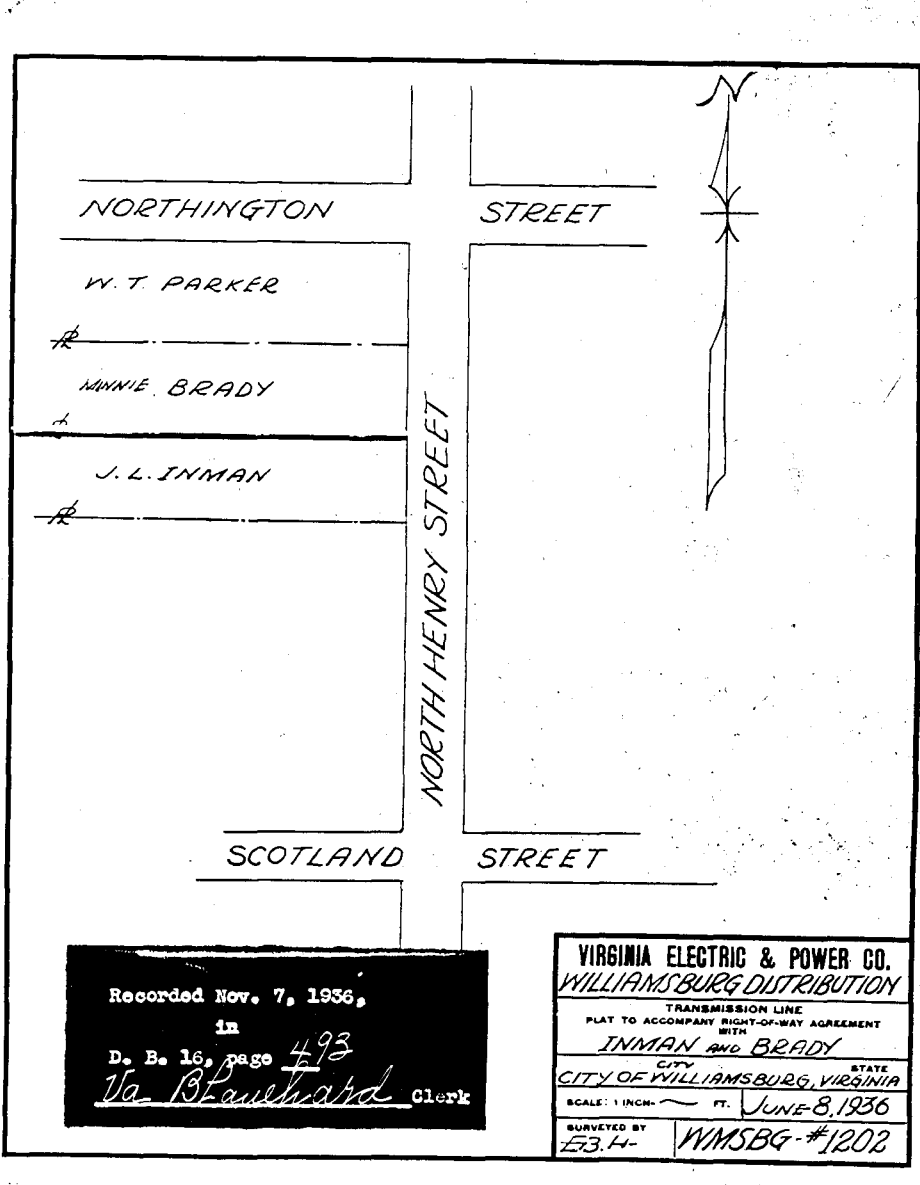 N
NORTHINGTON STREET
W. T. PARKER
MINNIE BRADY
J. L. INMAN
NORTH HENRY STREET
SCOTLAND STREET
Recorded Nov. 7, 1936,
in
D. B. 16, page 493
Va Clerk
VIRGINIA ELECTRIC & POWER CO.
WILLIAMSBURG DISTRIBUTION
TRANSMISSION LINE
PLAT TO ACCOMPANY RIGHT-OF-WAY AGREEMENT
WITH
INMAN AND BRADY
CITY STATE
CITY OF WILLIAMSBURG, VIRGINIA
SCALE: 1 INCH- FT. JUNE-8, 1936
SURVEYED BY
WMSBG-#1202